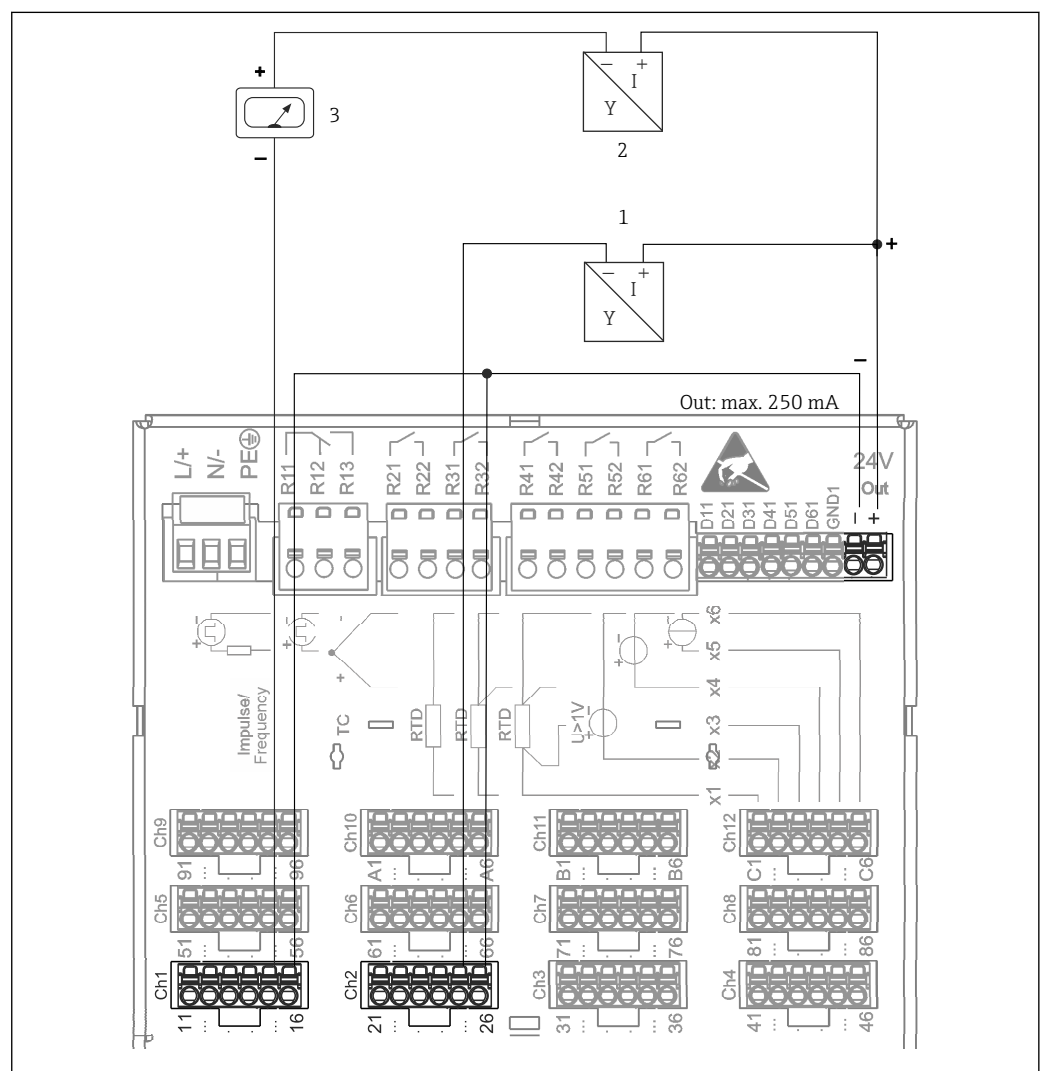 +
3
−
− +
I
Y
2
1
− +
I
Y
+
−
Out: max. 250 mA
L/+
N/-
PE
R11
R12
R13
R21
R22
R31
R32
R41
R42
R51
R52
R61
R62
D11
D21
D31
D41
D51
D61
GND1
24V
Out
− +
+ -
+ -
-
+
Impulse/
Frequency
TC
RTD
RTD
RTD
U>1V
+ -
+ -
+ ~
x6
x5
x4
x3
x2
x1
Ch9
91 ... . . ... 96
Ch10
A1 ... . . ... A6
Ch11
B1 ... . . ... B6
Ch12
C1 ... . . ... C6
Ch5
51 ... . . ... 56
Ch6
61 ... . . ... 66
Ch7
71 ... . . ... 76
Ch8
81 ... . . ... 86
Ch1
11 ... . . ... 16
Ch2
21 ... . . ... 26
Ch3
31 ... . . ... 36
Ch4
41 ... . . ... 46